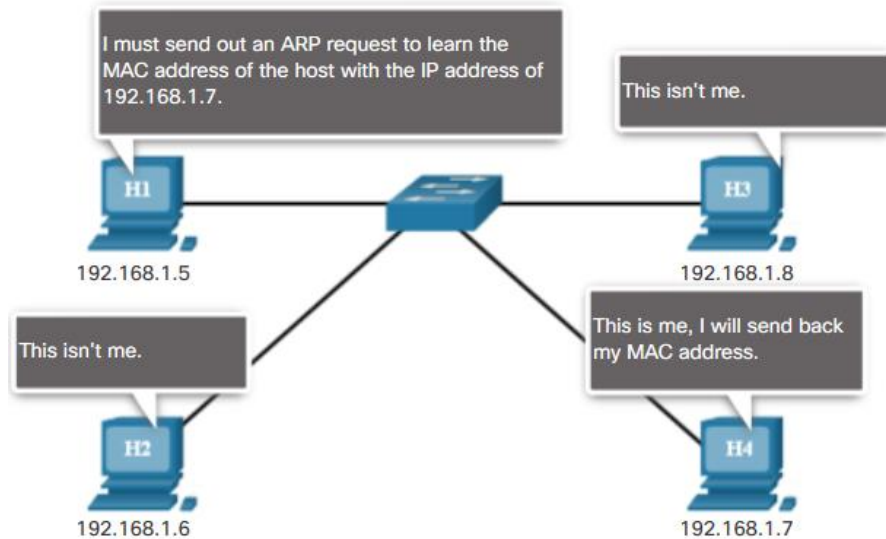 I must send out an ARP request to learn the
MAC address of the host with the IP address of
192.168.1.7.
This isn't me.
H1
H3
192.168.1.5
192.168.1.8
This isn't me.
This is me, I will send back
my MAC address.
H2
H4
192.168.1.6
192.168.1.7